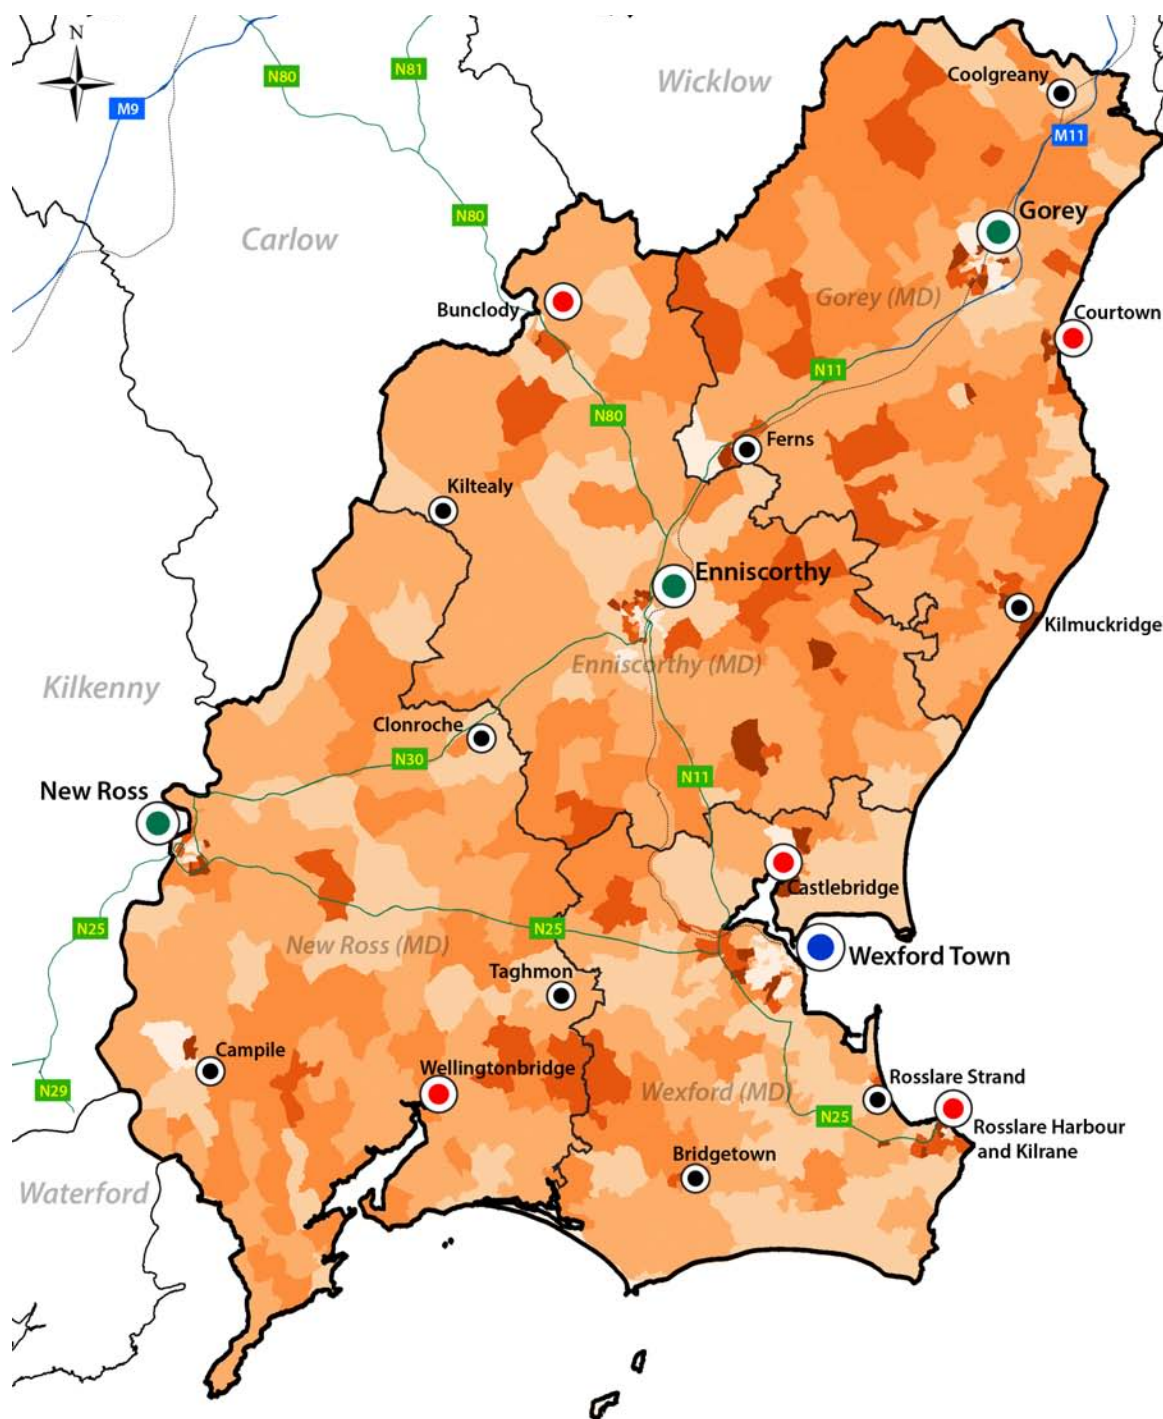 N
N81
N80
Wicklow
Coolgreany
M9
M11
N80
Gorey
Carlow
Gorey (MD)
Bunclody
Courtown
N11
N80
Ferns
Kiltealy
Enniscorthy
Kilmuckridge
Enniscorthy (MD)
Kilkenny
Clonroche
N30
N11
New Ross
Castlebridge
N25
N25
New Ross (MD)
Wexford Town
Taghmon
Campile
Wellingtonbridge
Rosslare Strand
N29
Wexford (MD)
N25
Rosslare Harbour
and Kilrane
Bridgetown
Waterford